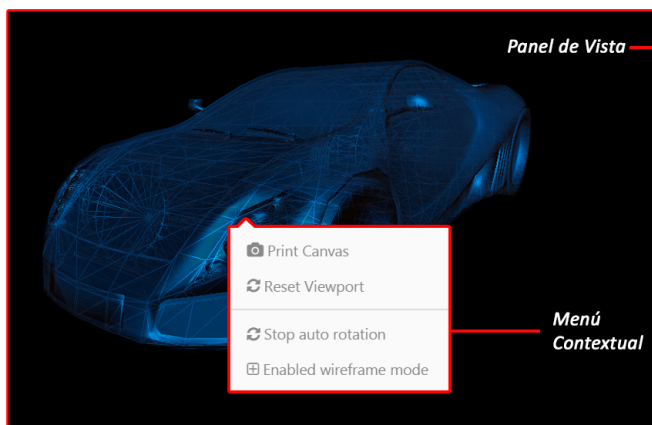 Panel de Vista
Print Canvas
Reset Viewport
Stop auto rotation
Enabled wireframe mode
Menú
Contextual